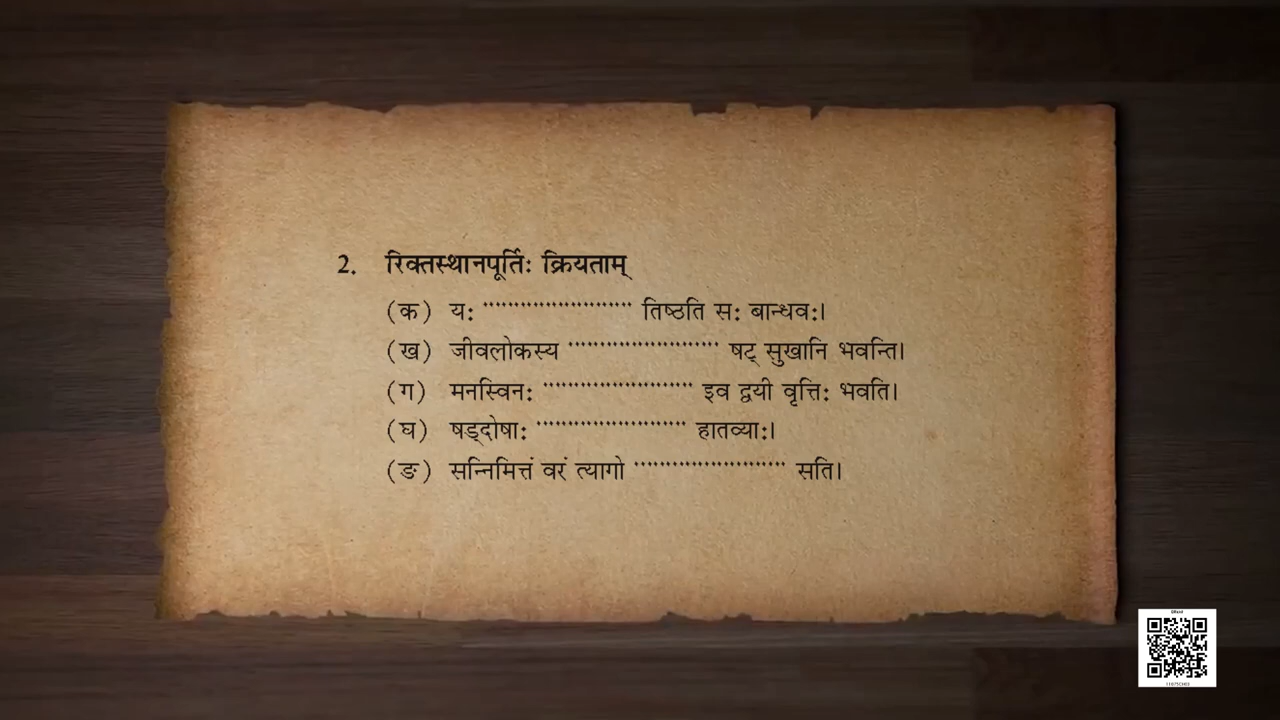 2. रिक्तस्थानपूर्तिः क्रियताम्
(क) यः ........................ तिष्ठति सः बान्धवः।
(ख) जीवलोकस्य ........................ षट् सुखानि भवन्ति।
(ग) मनस्विनः ........................ इव द्वयी वृत्तिः भवति।
(घ) षड्दोषाः ........................ हातव्याः।
(ङ) सन्निमित्तं वरं त्यागो ........................ सति।